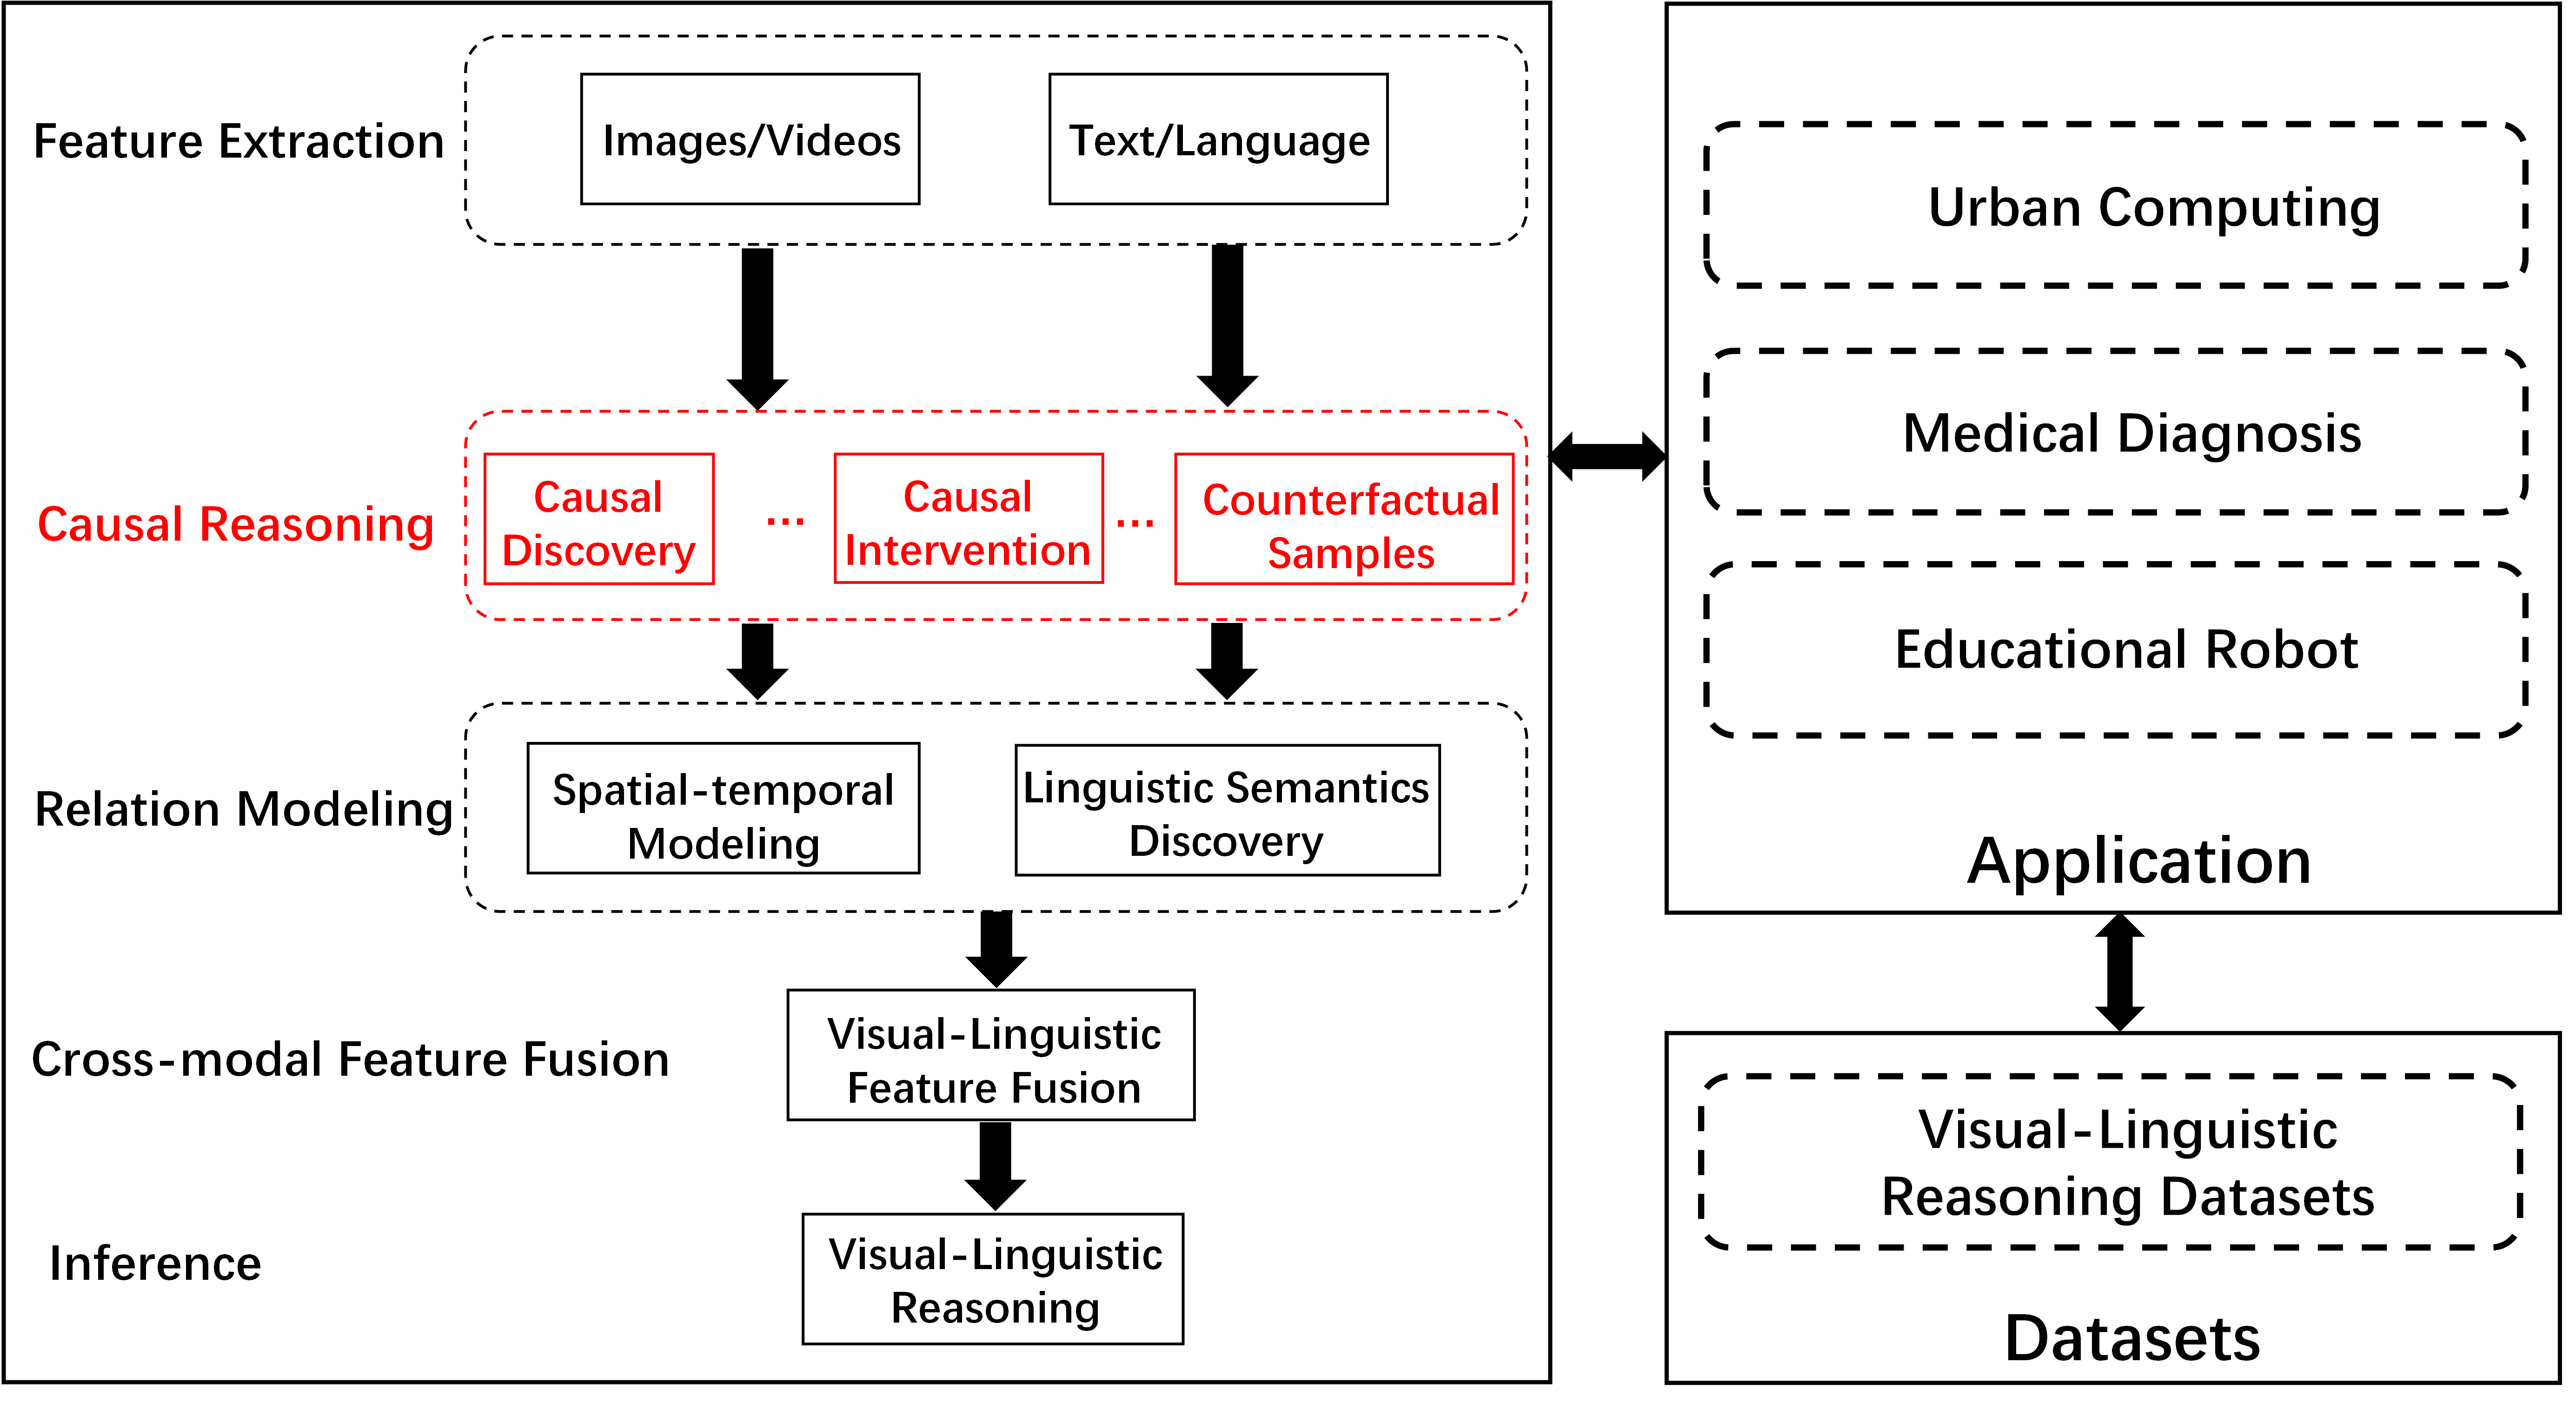 Feature Extraction
Images/Videos
Text/Language
Causal Reasoning
Causal
Discovery
...
Causal
Intervention
...
Counterfactual
Samples
Relation Modeling
Spatial-temporal
Modeling
Linguistic Semantics
Discovery
Cross-modal Feature Fusion
Visual-Linguistic
Feature Fusion
Inference
Visual-Linguistic
Reasoning
Urban Computing
Medical Diagnosis
Educational Robot
Application
Visual-Linguistic
Reasoning Datasets
Datasets